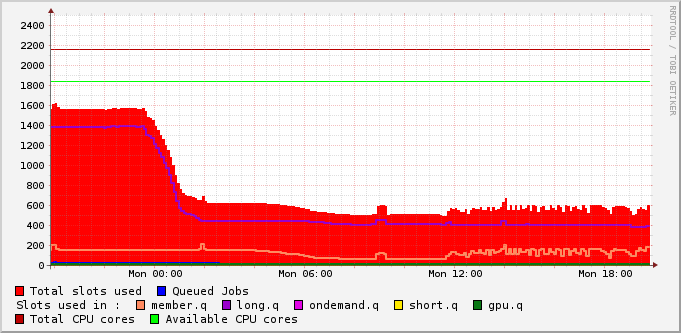 RRDTOOL / TOBI OETIKER
2400
2200
2000
1800
1600
1400
1200
1000
800
600
400
200
0
Mon 00:00 Mon 06:00 Mon 12:00 Mon 18:00
Total slots used Queued Jobs
Slots used in : member.q long.q ondemand.q short.q gpu.q
Total CPU cores Available CPU cores